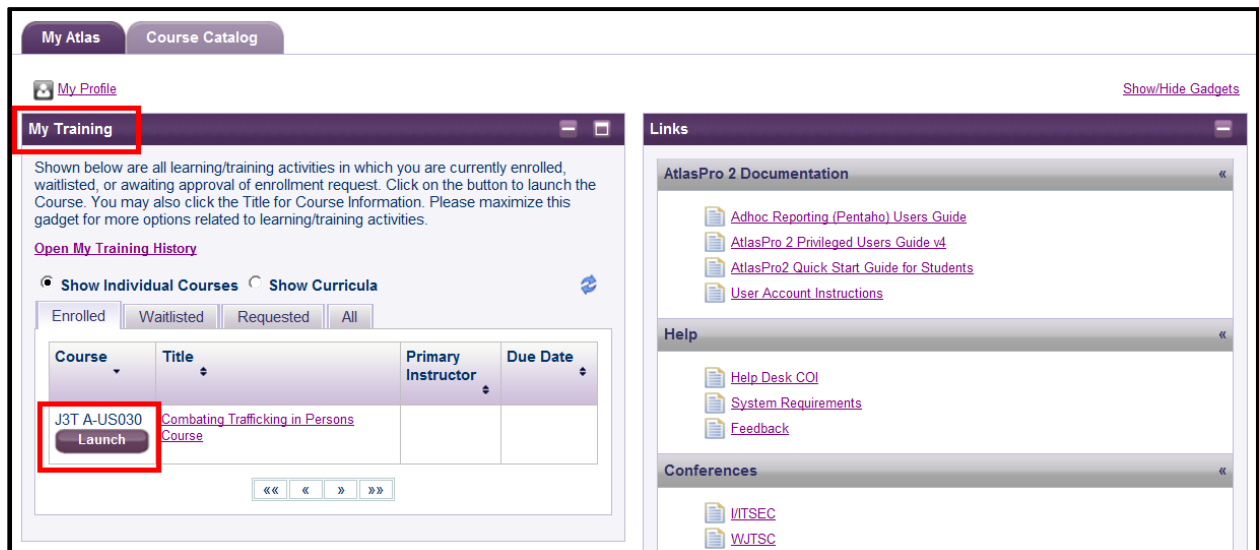 My Atlas
Course Catalog
My Profile
Show/Hide Gadgets
My Training
Shown below are all learning/training activities in which you are currently enrolled,
waitlisted, or awaiting approval of enrollment request. Click on the button to launch the
Course. You may also click the Title for Course Information. Please maximize this
gadget for more options related to learning/training activities.
Open My Training History
Show Individual Courses
Show Curricula
Enrolled
Waitlisted
Requested
All
Course
Title
Primary
Instructor
Due Date
J3T A-US030
Launch
Combating Trafficking in Persons
Course
«« « » »»
Links
AtlasPro 2 Documentation «
Adhoc Reporting (Pentaho) Users Guide
AtlasPro 2 Privileged Users Guide v4
AtlasPro2 Quick Start Guide for Students
User Account Instructions
Help «
Help Desk COI
System Requirements
Feedback
Conferences «
I/ITSEC
WJTSC